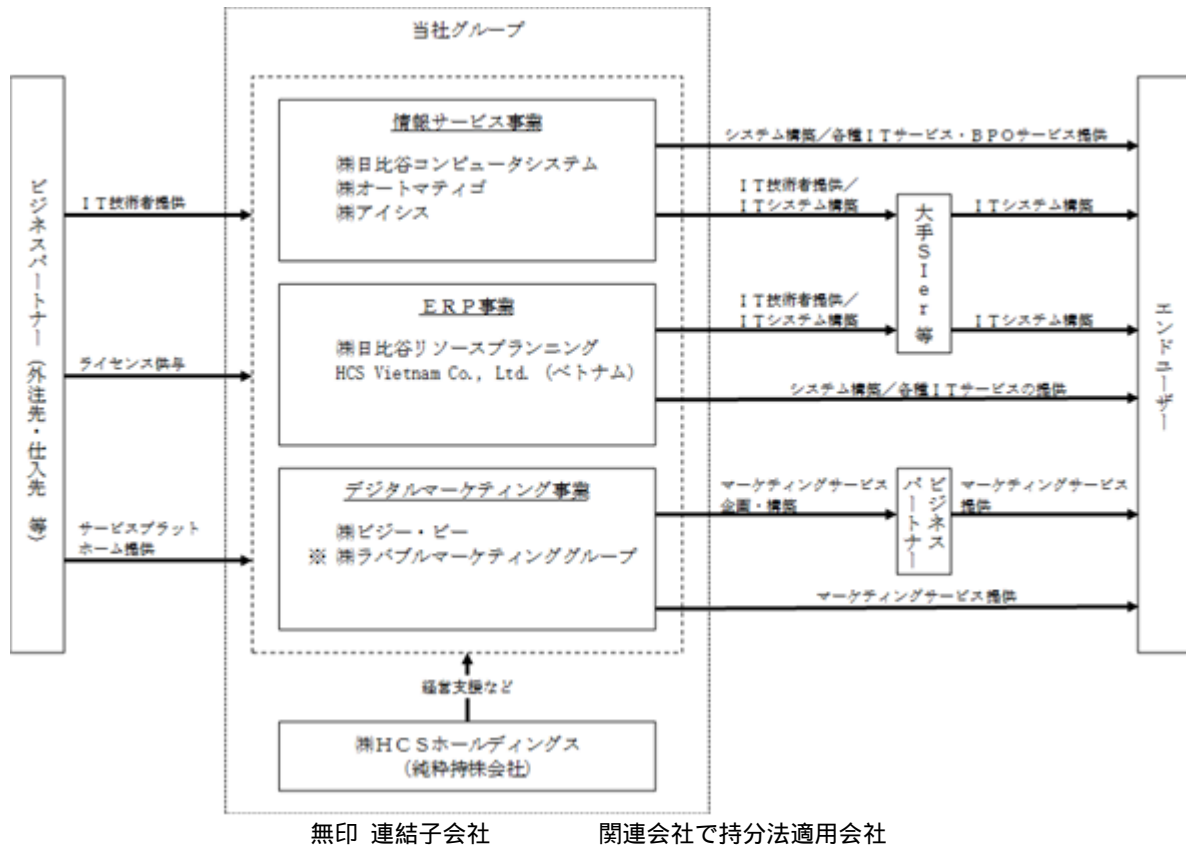 当社グループ
ビジネスパートナー（外注先・仕入先 等）
ＩＴ技術者提供
ライセンス供与
サービスプラット
ホーム提供
情報サービス事業
㈱日比谷コンピュータシステム
㈱オートマティゴ
㈱アイシス
ＥＲＰ事業
㈱日比谷リソースプランニング
HCS Vietnam Co., Ltd.（ベトナム）
デジタルマーケティング事業
㈱ビジー・ビー
※ ㈱ラバブルマーケティンググループ
経営支援など
㈱ＨＣＳホールディングス
(純粋持株会社)
システム構築／各種ＩＴサービス・ＢＰＯサービス提供
ＩＴ技術者提供／
ＩＴシステム構築
大手SIer 等
ＩＴシステム構築
ＩＴ技術者提供／
ＩＴシステム構築
ＩＴシステム構築
システム構築／各種ＩＴサービスの提供
マーケティングサービス
企画・構築
ビジネス
パートナー
マーケティングサービス
提供
マーケティングサービス提供
エンドユーザー
無印 連結子会社
関連会社で持分法適用会社